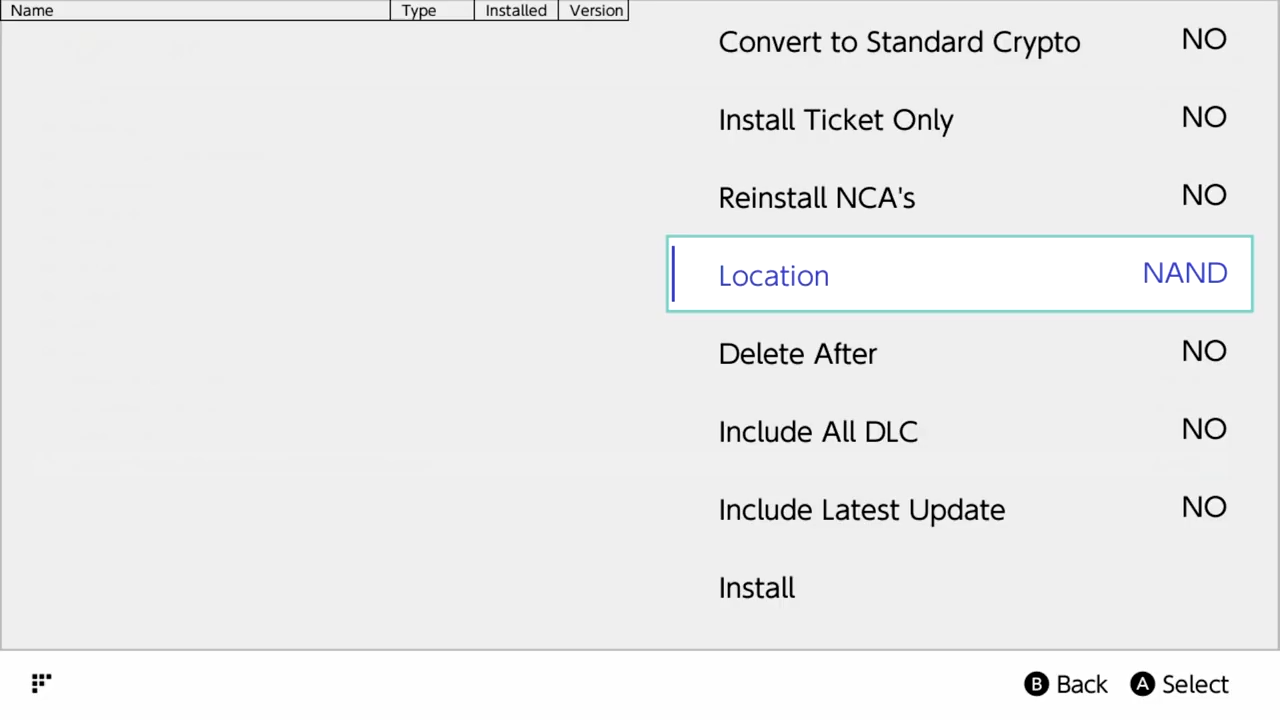 Name Type Installed Version
Convert to Standard Crypto NO
Install Ticket Only NO
Reinstall NCA's NO
Location NAND
Delete After NO
Include All DLC NO
Include Latest Update NO
Install
B Back A Select